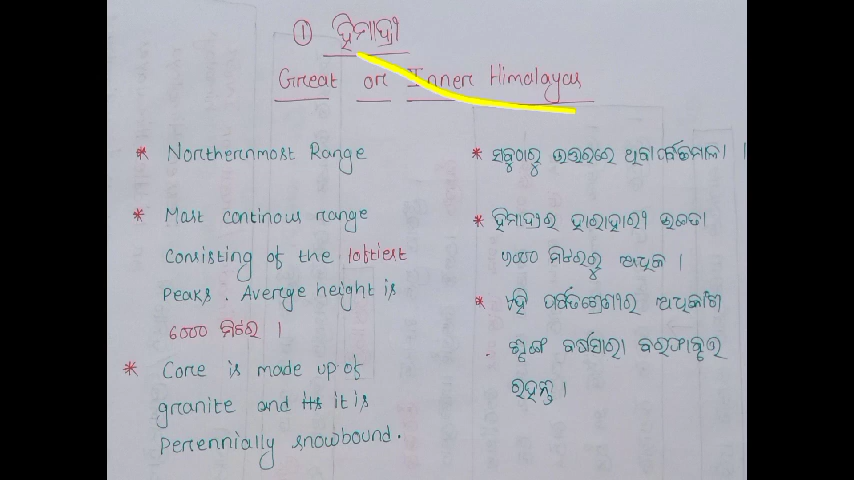 ① ହିମାଦ୍ରୀ
Great or Inner Himalayas
* Northernmost Range
* Most continous range
consisting of the loftiest
Peaks. Averge height is
୬୦୦୦ ମିଟର ।
* Core is made up of
granite and its it is
Perennially snowbound.
* ସବୁଠାରୁ ଉତ୍ତରରେ ଥିବା ପର୍ବତମାଳା ।
* ହିମାଦ୍ରୀର ହାରାହାରୀ ଉଚ୍ଚତା
୬୦୦୦ ମିଟରରୁ ଅଧିକ ।
* ଏହି ପର୍ବତଶ୍ରେଣୀର ଅଧିକାଂଶ
ଶୃଙ୍ଗ ବର୍ଷସାରା ବରଫାବୃତ
ରହନ୍ତି ।